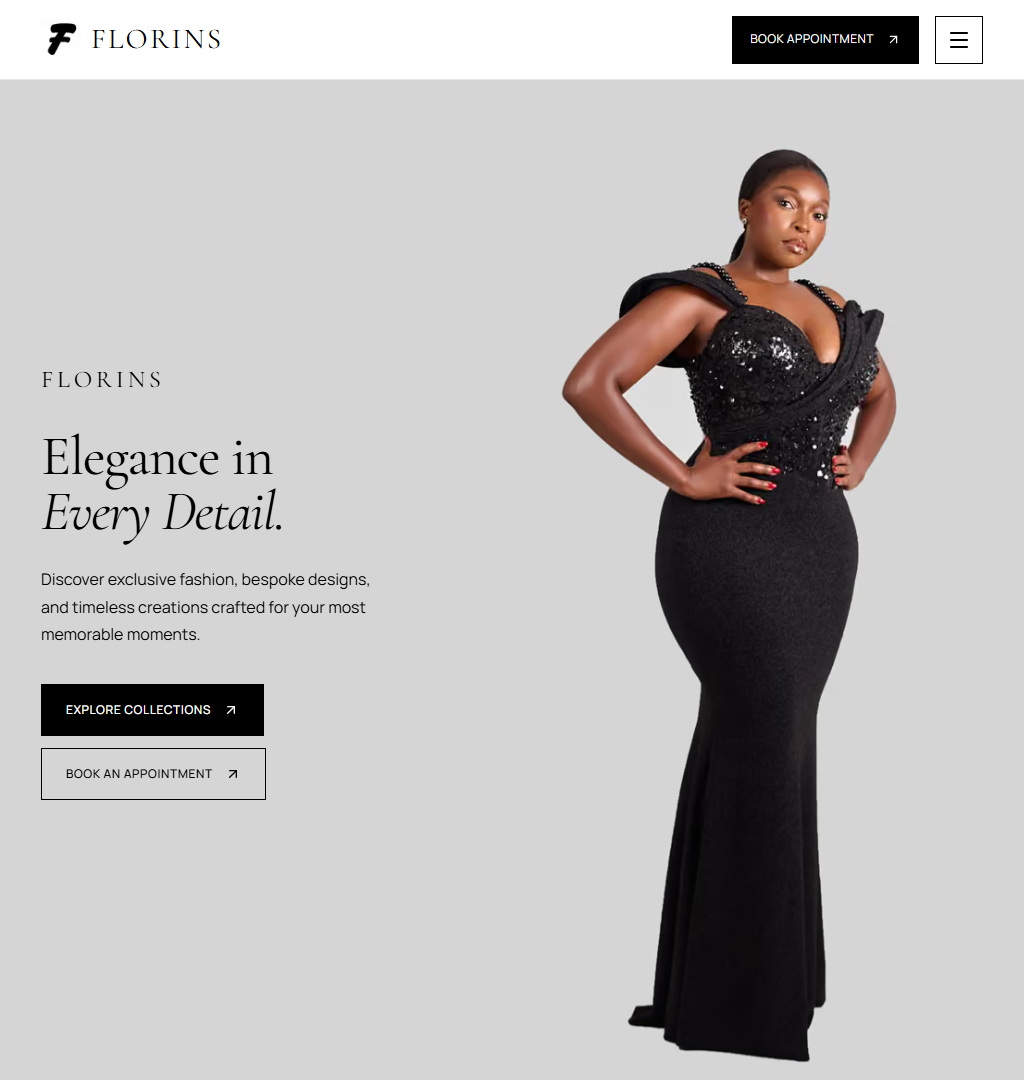 F FLORINS
BOOK APPOINTMENT
FLORINS
Elegance in
Every Detail.
Discover exclusive fashion, bespoke designs,
and timeless creations crafted for your most
memorable moments.
EXPLORE COLLECTIONS
BOOK AN APPOINTMENT